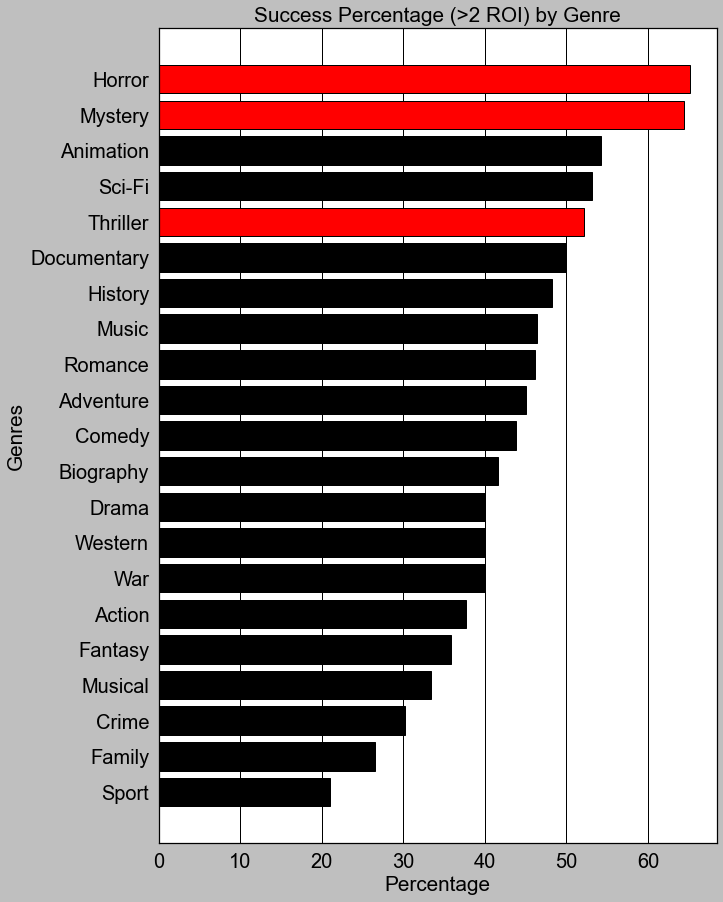 Success Percentage (>2 ROI) by Genre
Horror
Mystery
Animation
Sci-Fi
Thriller
Documentary
History
Music
Romance
Adventure
Comedy
Biography
Drama
Western
War
Action
Fantasy
Musical
Crime
Family
Sport
Genres
0 10 20 30 40 50 60
Percentage